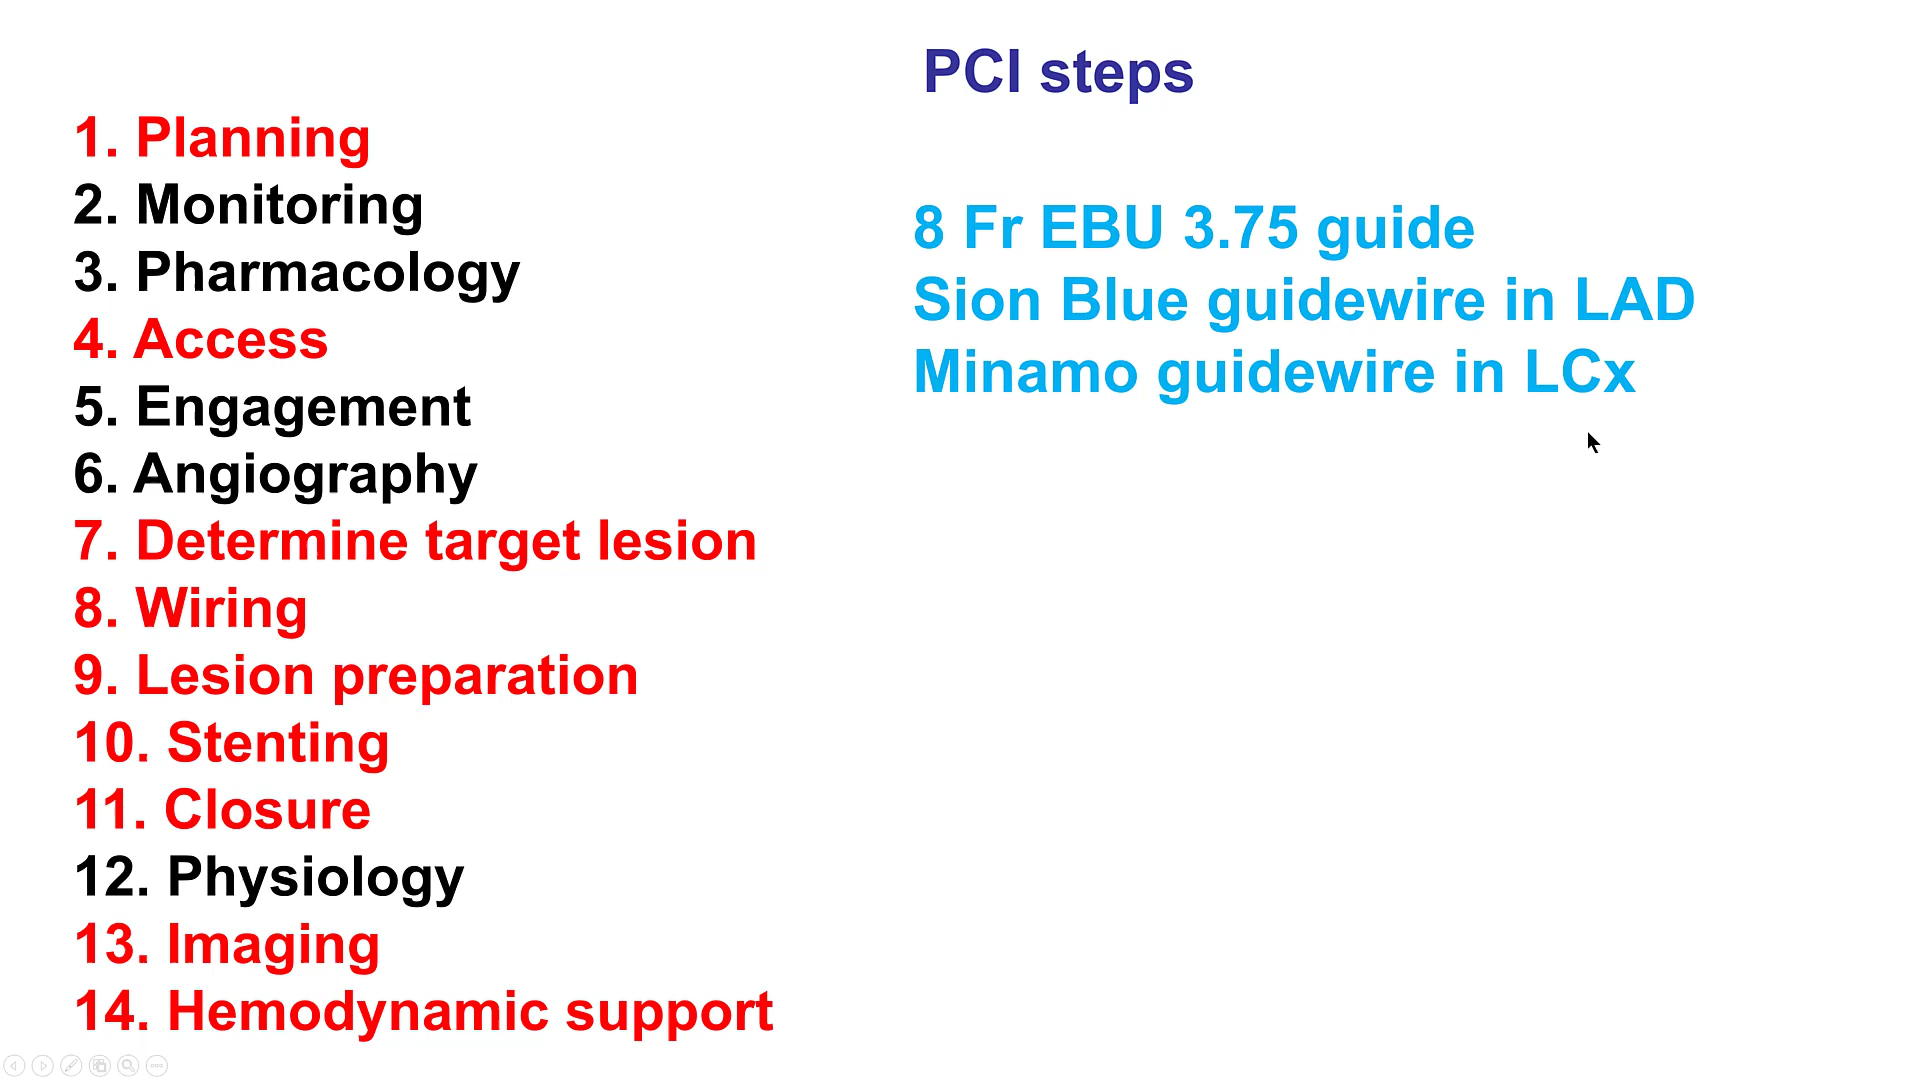 PCI steps
1. Planning
2. Monitoring
3. Pharmacology
4. Access
5. Engagement
6. Angiography
7. Determine target lesion
8. Wiring
9. Lesion preparation
10. Stenting
11. Closure
12. Physiology
13. Imaging
14. Hemodynamic support
8 Fr EBU 3.75 guide
Sion Blue guidewire in LAD
Minamo guidewire in LCx